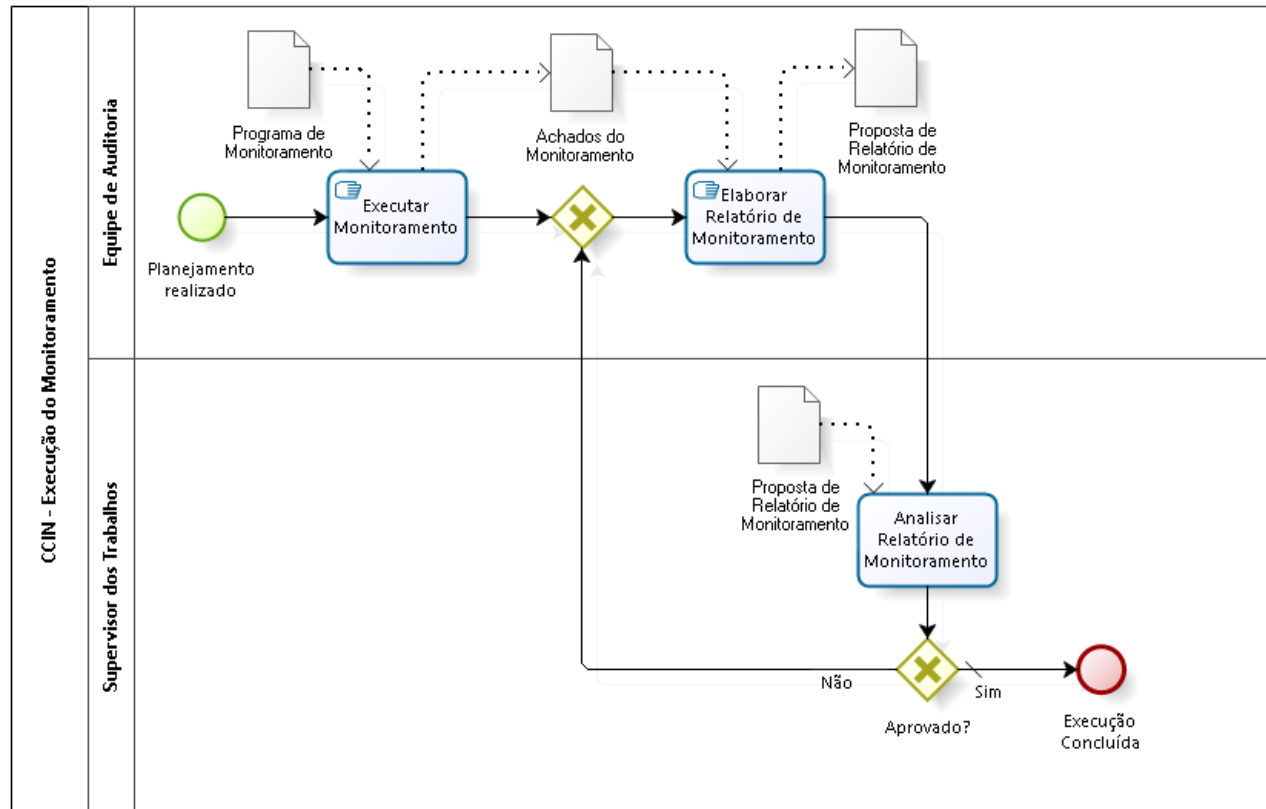 CCIN - Execução do Monitoramento
Equipe de Auditoria
Programa de
Monitoramento
Achados do
Monitoramento
Proposta de
Relatório de
Monitoramento
Planejamento
realizado
Executar
Monitoramento
Elaborar
Relatório de
Monitoramento
Supervisor dos Trabalhos
Proposta de
Relatório de
Monitoramento
Analisar
Relatório de
Monitoramento
Não
Sim
Aprovado?
Execução
Concluída